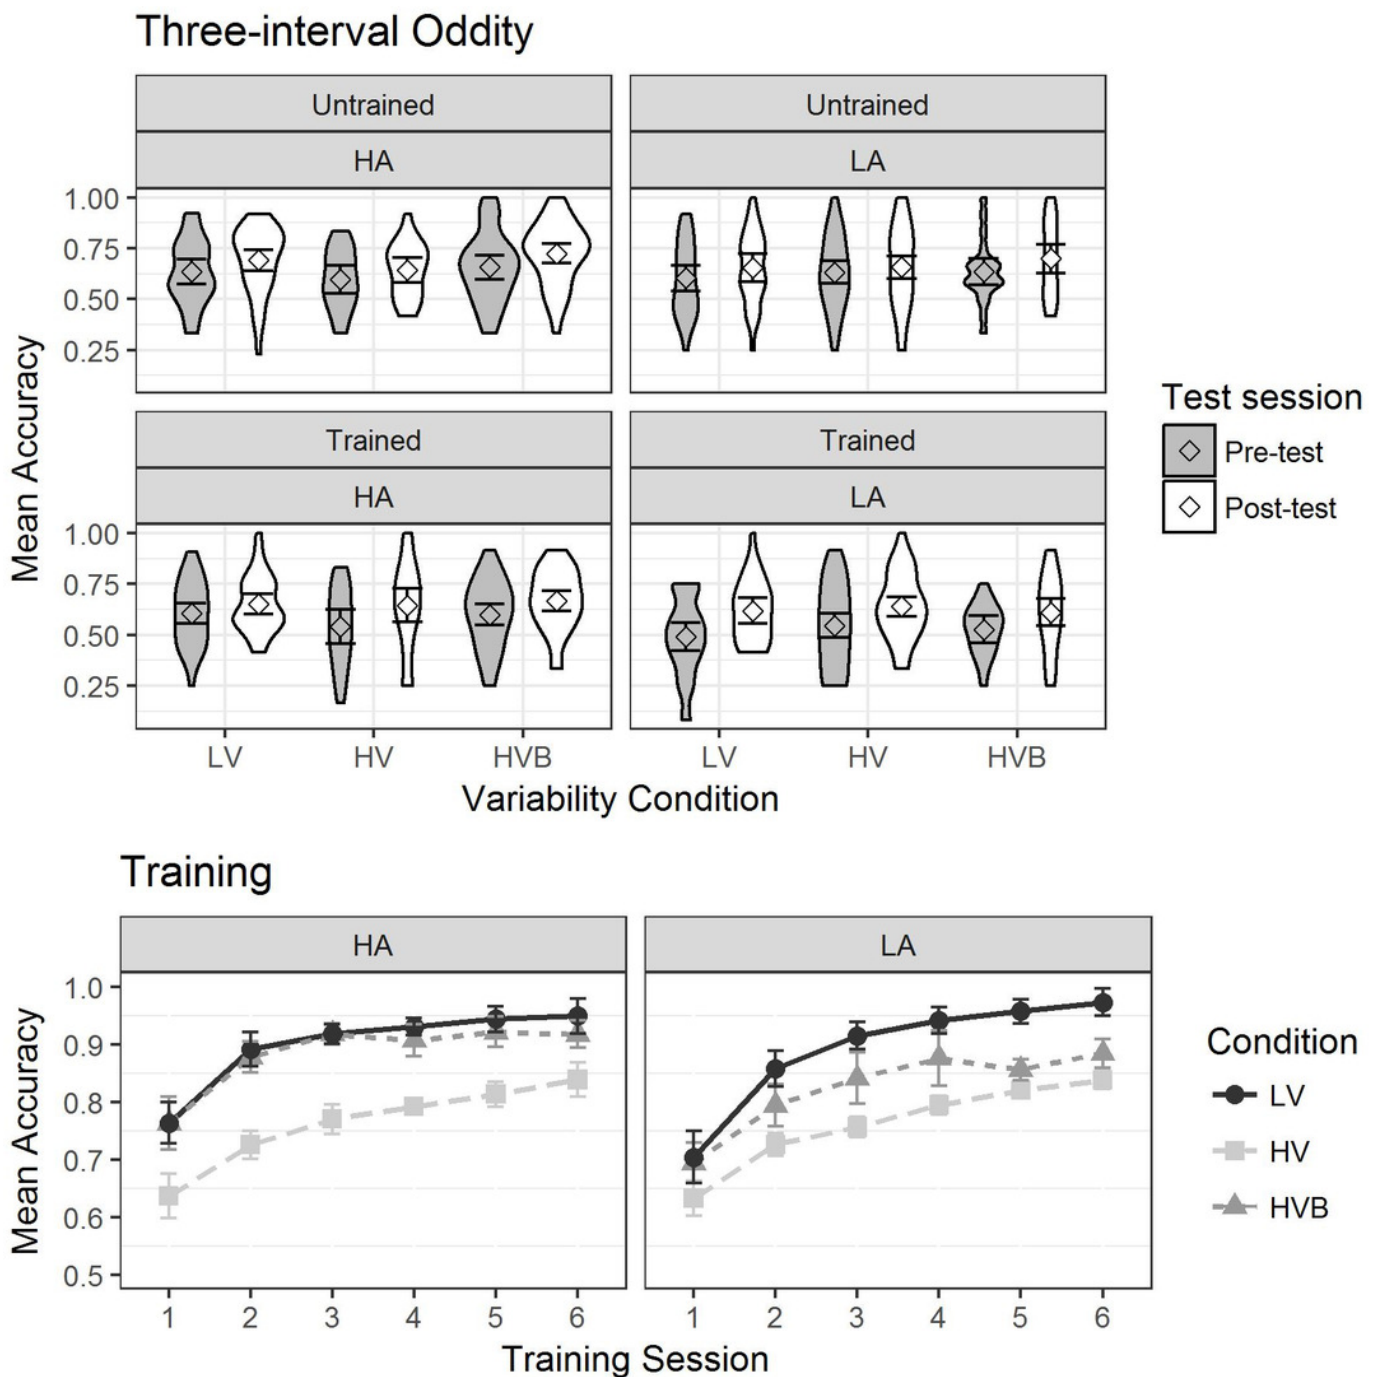 Three-interval Oddity
Untrained
Untrained
HA
LA
1.00
0.75
0.50
0.25
Trained
Trained
HA
LA
1.00
0.75
0.50
0.25
Mean Accuracy
LV HV HVB
LV HV HVB
Variability Condition
Test session
Pre-test
Post-test
Training
HA
LA
1.0
0.9
0.8
0.7
0.6
0.5
Mean Accuracy
1 2 3 4 5 6
1 2 3 4 5 6
Training Session
Condition
LV
HV
HVB